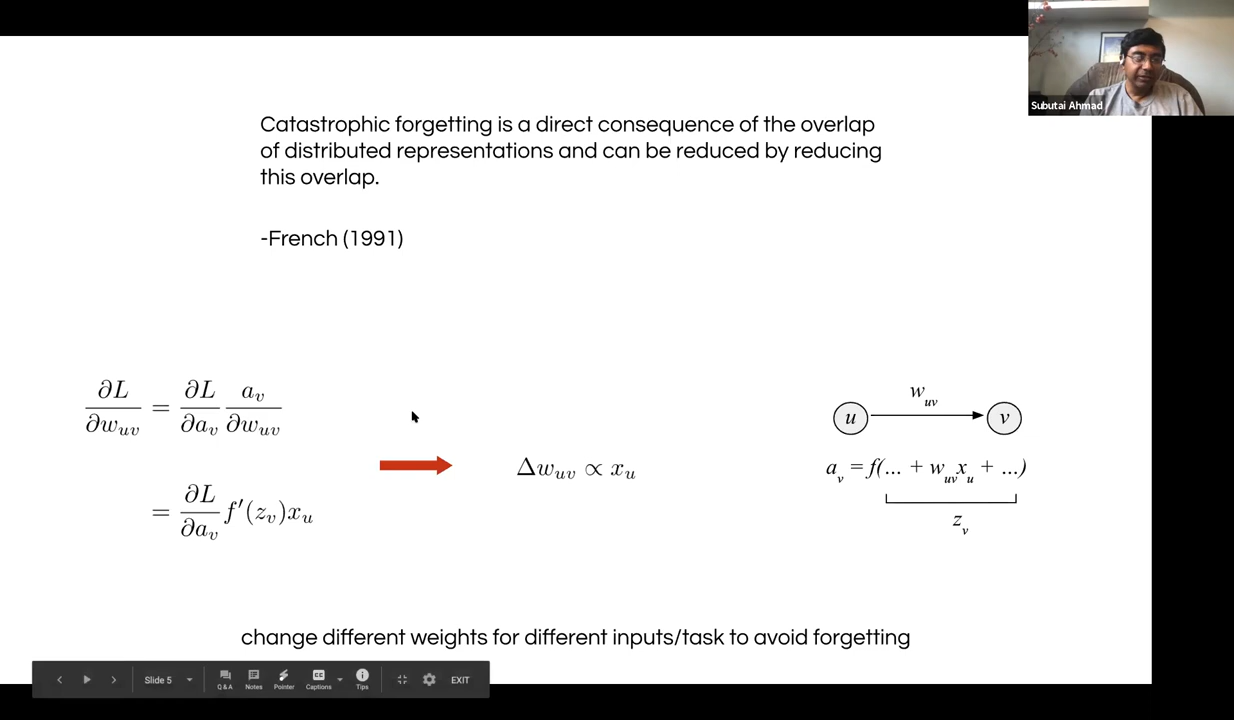 Subutai Ahmad
Catastrophic forgetting is a direct consequence of the overlap
of distributed representations and can be reduced by reducing
this overlap.
-French (1991)
∂L/∂w_uv = ∂L/∂a_v a_v/∂w_uv
= ∂L/∂a_v f′(z_v)x_u
Δw_uv ∝ x_u
w_uv
u v
a_v = f(... + w_uv x_u + ...)
z_v
change different weights for different inputs/task to avoid forgetting
Slide 5 Q&A Notes Pointer CC Captions Tips EXIT